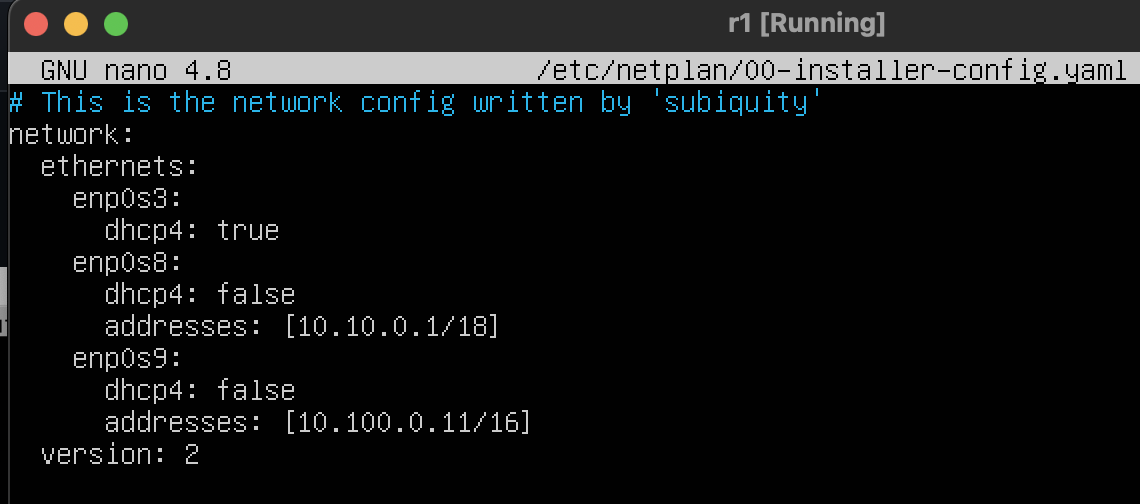 r1 [Running]
GNU nano 4.8 /etc/netplan/00-installer-config.yaml
# This is the network config written by 'subiquity'
network:
  ethernets:
    enp0s3:
      dhcp4: true
    enp0s8:
      dhcp4: false
      addresses: [10.10.0.1/18]
    enp0s9:
      dhcp4: false
      addresses: [10.100.0.11/16]
  version: 2